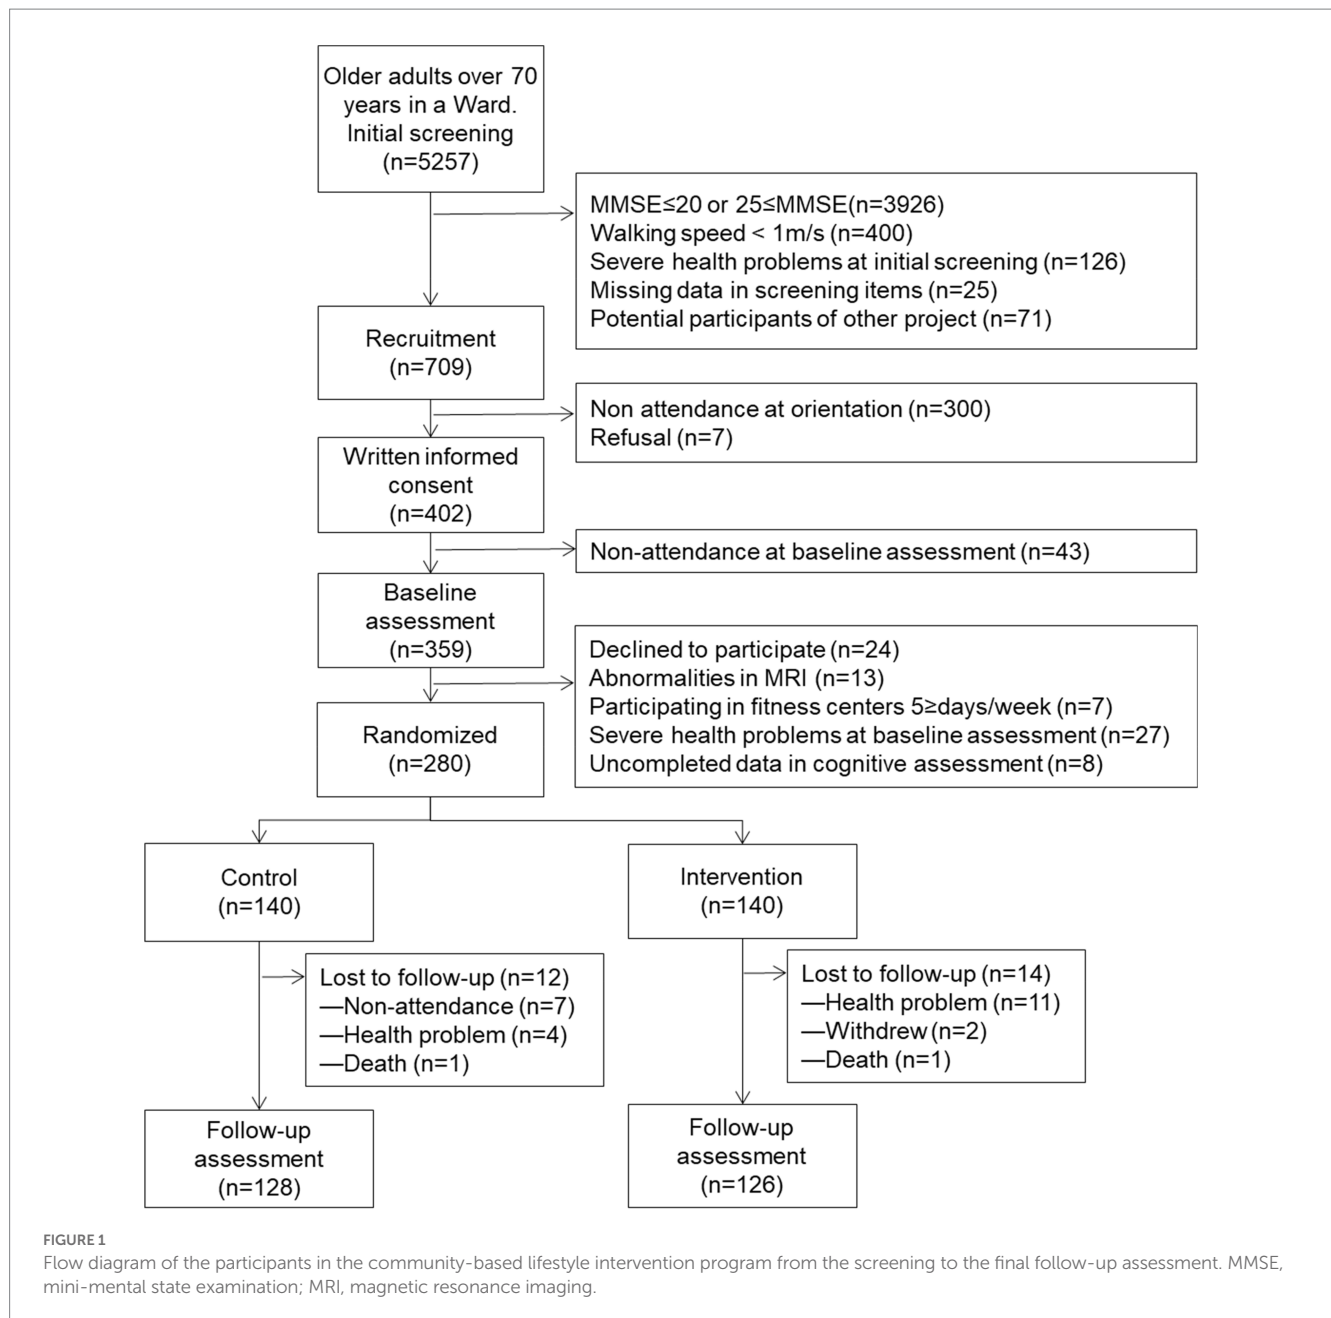 Older adults over 70
years in a Ward.
Initial screening
(n=5257)
MMSE≤20 or 25≤MMSE(n=3926)
Walking speed < 1m/s (n=400)
Severe health problems at initial screening (n=126)
Missing data in screening items (n=25)
Potential participants of other project (n=71)
Recruitment
(n=709)
Non attendance at orientation (n=300)
Refusal (n=7)
Written informed
consent
(n=402)
Non-attendance at baseline assessment (n=43)
Baseline
assessment
(n=359)
Declined to participate (n=24)
Abnormalities in MRI (n=13)
Participating in fitness centers 5≥days/week (n=7)
Severe health problems at baseline assessment (n=27)
Uncompleted data in cognitive assessment (n=8)
Randomized
(n=280)
Control
(n=140)
Intervention
(n=140)
Lost to follow-up (n=12)
—Non-attendance (n=7)
—Health problem (n=4)
—Death (n=1)
Lost to follow-up (n=14)
—Health problem (n=11)
—Withdrew (n=2)
—Death (n=1)
Follow-up
assessment
(n=128)
Follow-up
assessment
(n=126)
FIGURE 1
Flow diagram of the participants in the community-based lifestyle intervention program from the screening to the final follow-up assessment. MMSE,
mini-mental state examination; MRI, magnetic resonance imaging.